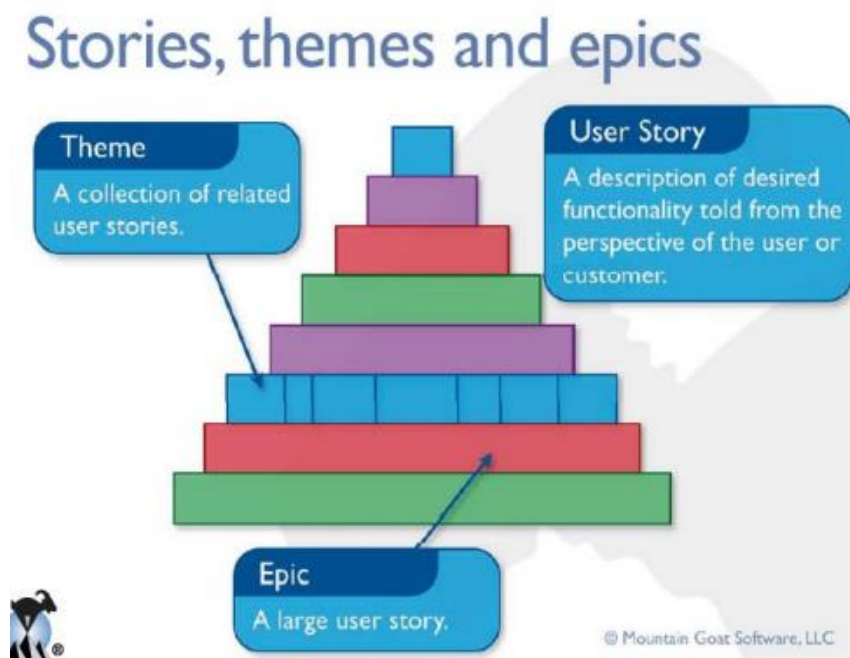 Stories, themes and epics
Theme
A collection of related
user stories.
User Story
A description of desired
functionality told from the
perspective of the user or
customer.
Epic
A large user story.
®
© Mountain Goat Software, LLC